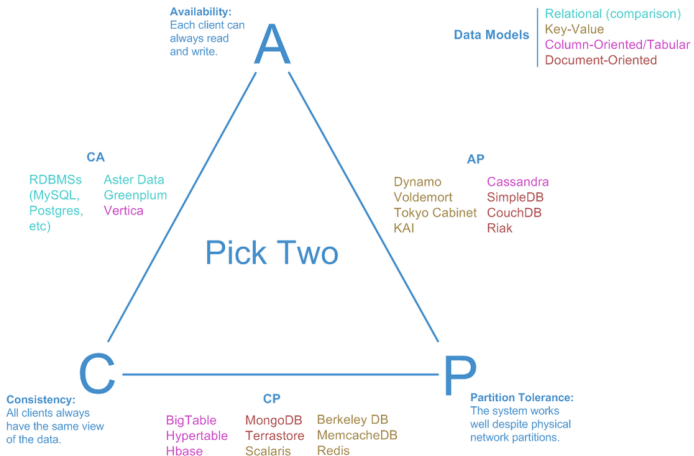 Availability:
Each client can
always read
and write.
A
Data Models
Relational (comparison)
Key-Value
Column-Oriented/Tabular
Document-Oriented
CA
RDBMSs
(MySQL,
Postgres,
etc)
Aster Data
Greenplum
Vertica
AP
Dynamo
Voldemort
Tokyo Cabinet
KAI
Cassandra
SimpleDB
CouchDB
Riak
Pick Two
C
Consistency:
All clients always
have the same view
of the data.
P
Partition Tolerance:
The system works
well despite physical
network partitions.
CP
BigTable
Hypertable
Hbase
MongoDB
Terrastore
Scalaris
Berkeley DB
MemcacheDB
Redis